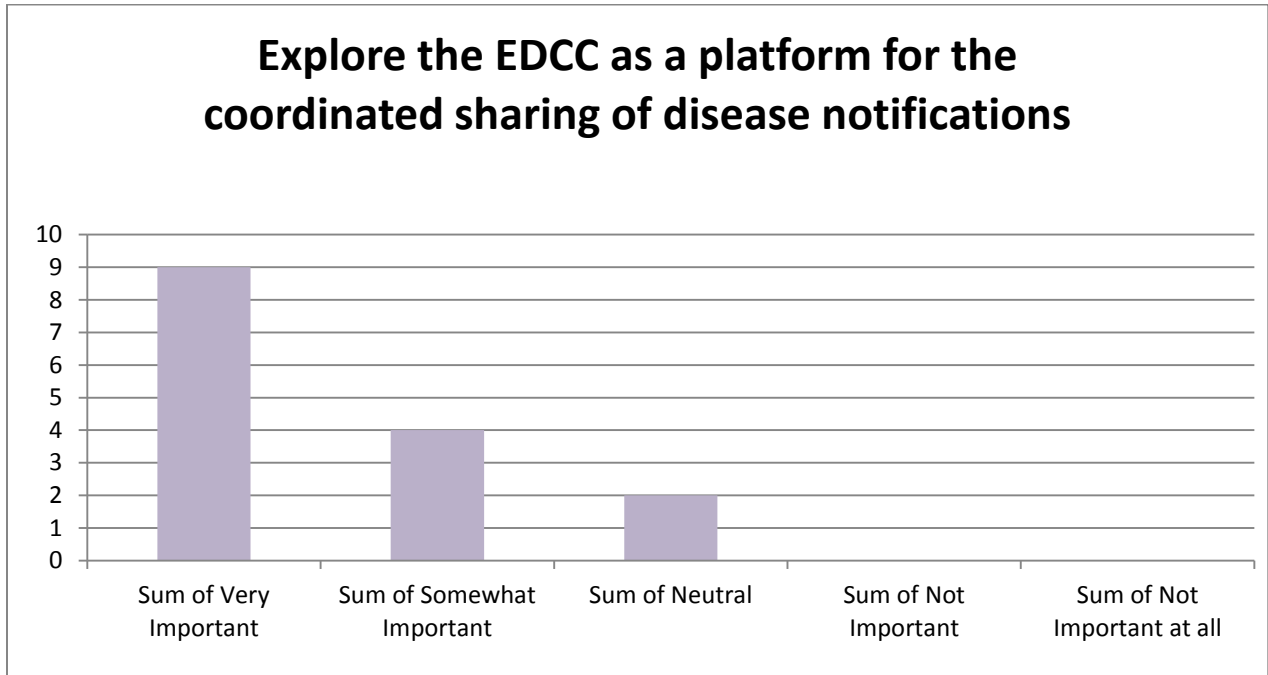 Explore the EDCC as a platform for the
coordinated sharing of disease notifications
10
9
8
7
6
5
4
3
2
1
0
Sum of Very
Important
Sum of Somewhat
Important
Sum of Neutral
Sum of Not
Important
Sum of Not
Important at all